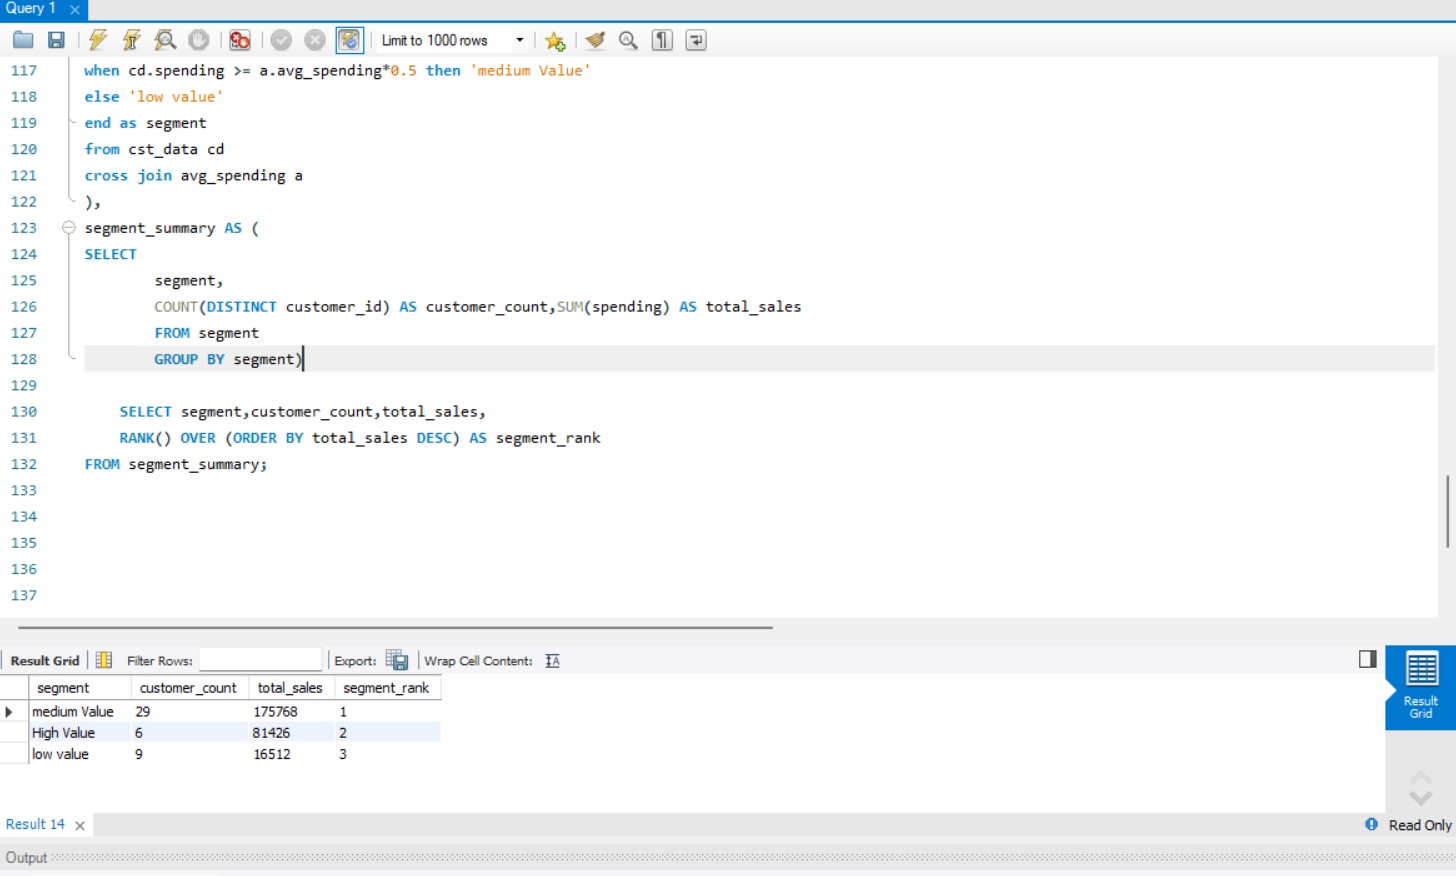 Query 1
Limit to 1000 rows
117 when cd.spending >= a.avg_spending*0.5 then 'medium Value'
118 else 'low value'
119 end as segment
120 from cst_data cd
121 cross join avg_spending a
122 ),
123 segment_summary AS (
124 SELECT
125 segment,
126 COUNT(DISTINCT customer_id) AS customer_count,SUM(spending) AS total_sales
127 FROM segment
128 GROUP BY segment)
129
130 SELECT segment,customer_count,total_sales,
131 RANK() OVER (ORDER BY total_sales DESC) AS segment_rank
132 FROM segment_summary;
133
134
135
136
137
Result Grid Filter Rows: Export: Wrap Cell Content:
segment customer_count total_sales segment_rank
medium Value 29 175768 1
High Value 6 81426 2
low value 9 16512 3
Result
Grid
Result 14
Read Only
Output